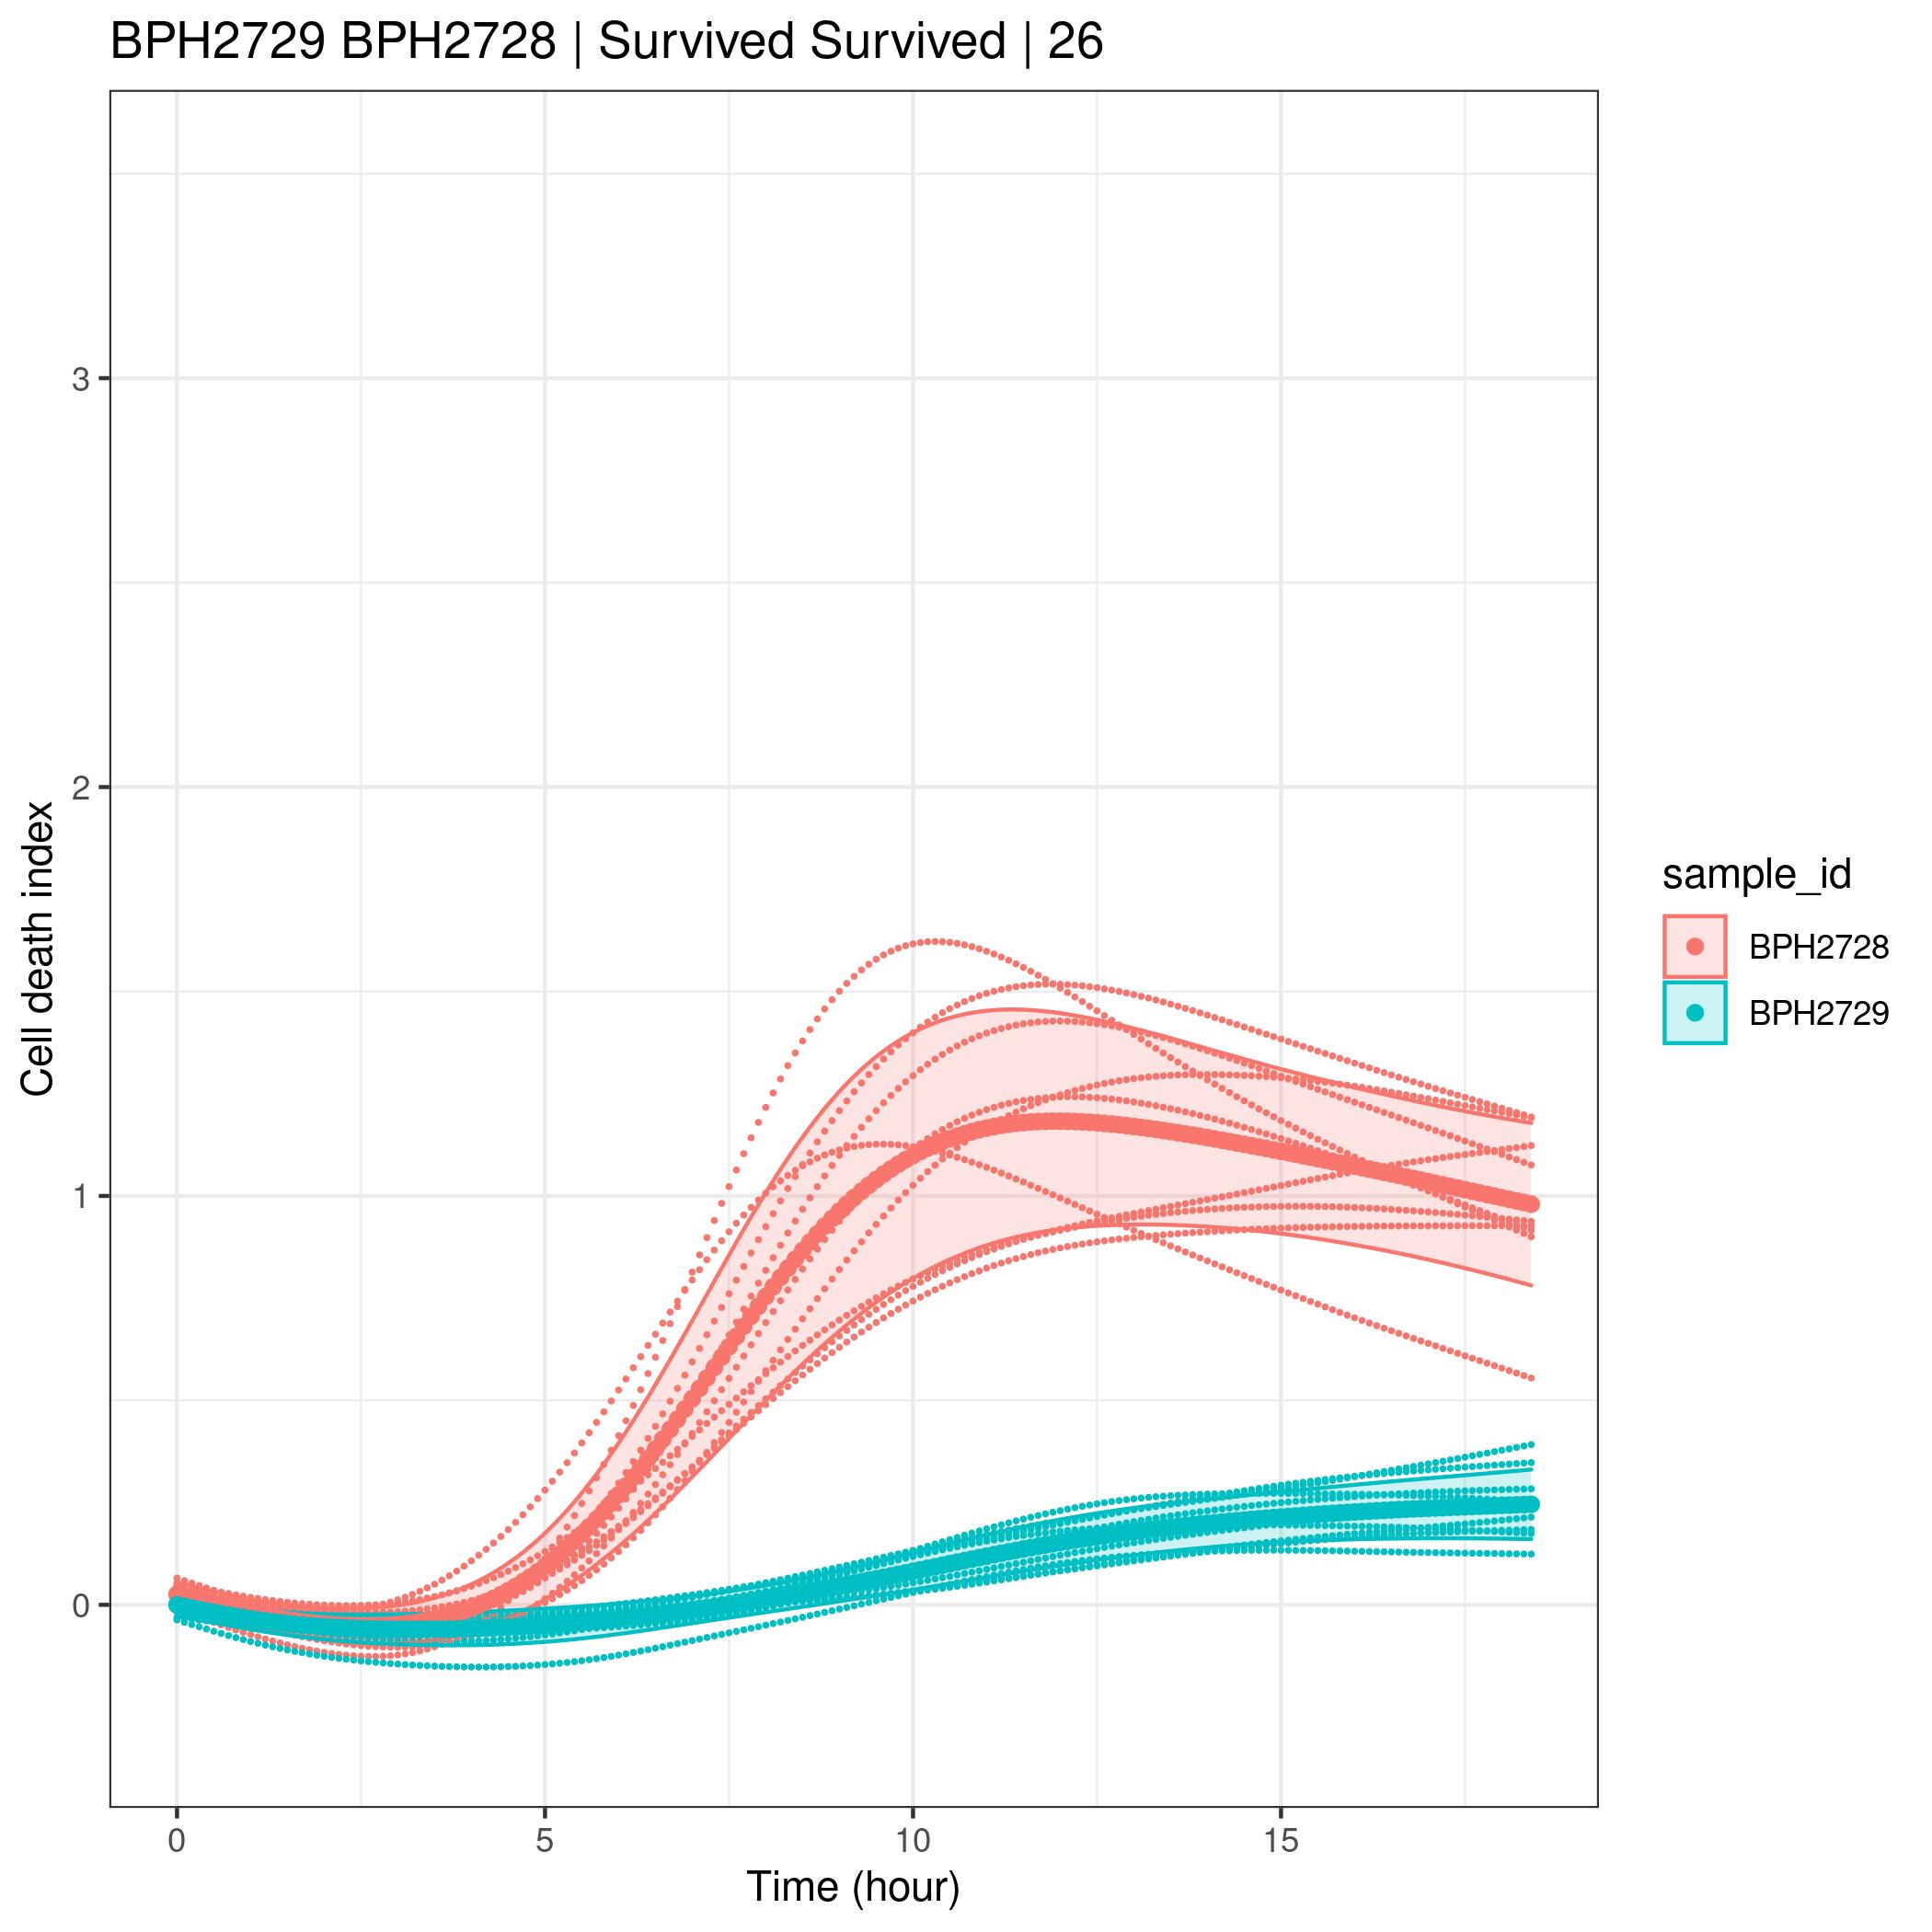 BPH2729 BPH2728 | Survived Survived | 26
3
2
1
0
Cell death index
0 5 10 15
Time (hour)
sample_id
BPH2728
BPH2729